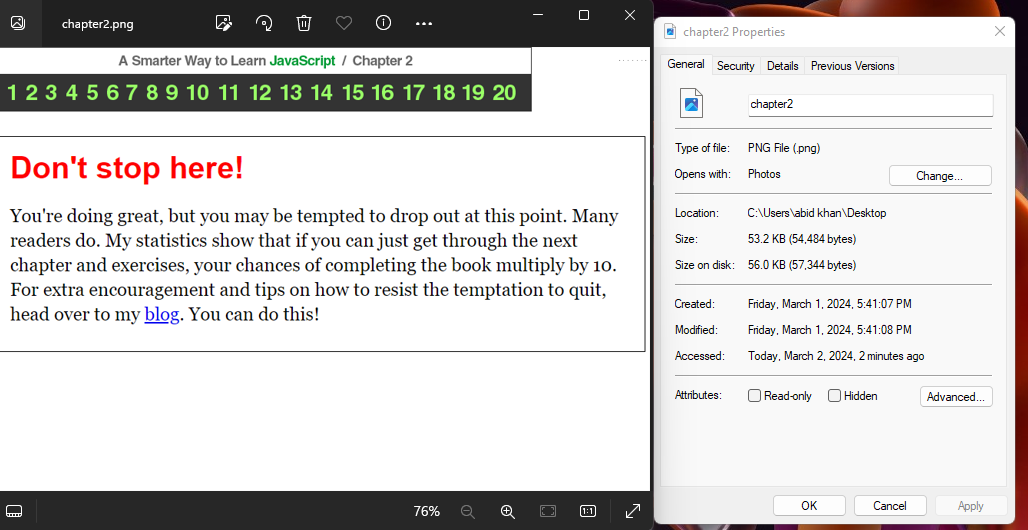 chapter2.png
A Smarter Way to Learn JavaScript / Chapter 2
1 2 3 4 5 6 7 8 9 10 11 12 13 14 15 16 17 18 19 20
Don't stop here!
You're doing great, but you may be tempted to drop out at this point. Many
readers do. My statistics show that if you can just get through the next
chapter and exercises, your chances of completing the book multiply by 10.
For extra encouragement and tips on how to resist the temptation to quit,
head over to my blog. You can do this!
76%
1:1
chapter2 Properties
General Security Details Previous Versions
chapter2
Type of file: PNG File (.png)
Opens with: Photos Change...
Location: C:\Users\abid khan\Desktop
Size: 53.2 KB (54,484 bytes)
Size on disk: 56.0 KB (57,344 bytes)
Created: Friday, March 1, 2024, 5:41:07 PM
Modified: Friday, March 1, 2024, 5:41:08 PM
Accessed: Today, March 2, 2024, 2 minutes ago
Attributes: Read-only Hidden Advanced...
OK Cancel Apply